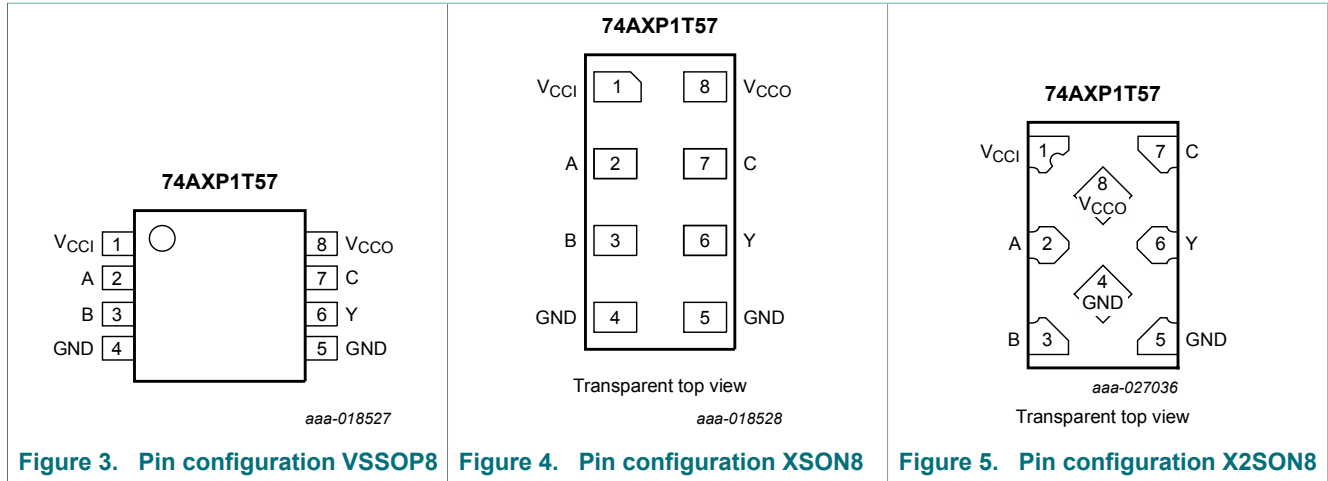 74AXP1T57
VCCI 1 8 VCCO
A 2 7 C
B 3 6 Y
GND 4 5 GND
aaa-018527
Figure 3. Pin configuration VSSOP8
74AXP1T57
VCCI 1 8 VCCO
A 2 7 C
B 3 6 Y
GND 4 5 GND
Transparent top view
aaa-018528
Figure 4. Pin configuration XSON8
74AXP1T57
VCCI 1 7 C
8
VCCO
A 2 6 Y
4
GND
B 3 5 GND
aaa-027036
Transparent top view
Figure 5. Pin configuration X2SON8